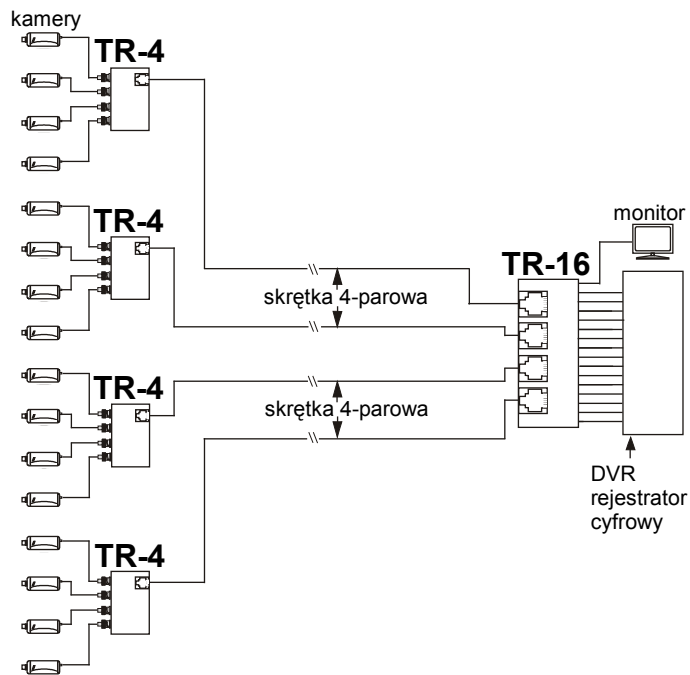 kamery
TR-4
TR-4
TR-4
TR-4
skrętka 4-parowa
skrętka 4-parowa
TR-16
monitor
DVR
rejestrator
cyfrowy